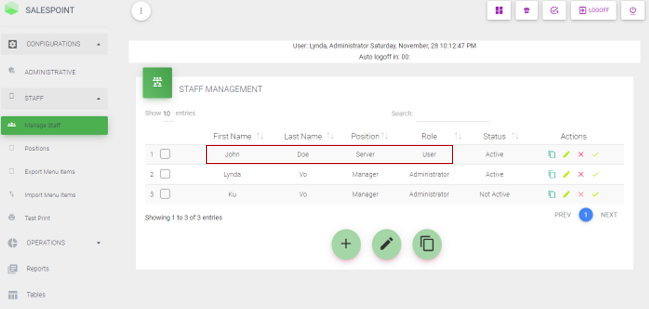 SALESPOINT
LOGOFF
CONFIGURATIONS
User: Lynda, Administrator Saturday, November, 28 10:12:47 PM
Auto logoff in: 00:
ADMINISTRATIVE
STAFF
STAFF MANAGEMENT
Show 10 entries Search:
Manage Staff
First Name Last Name Position Role Status Actions
Positions
1 John Doe Server User Active
Export Menu Items
2 Lynda Vo Manager Administrator Active
Import Menu Items
3 Ku Vo Manager Administrator Not Active
Test Print
Showing 1 to 3 of 3 entries PREV 1 NEXT
OPERATIONS
Reports
Tables